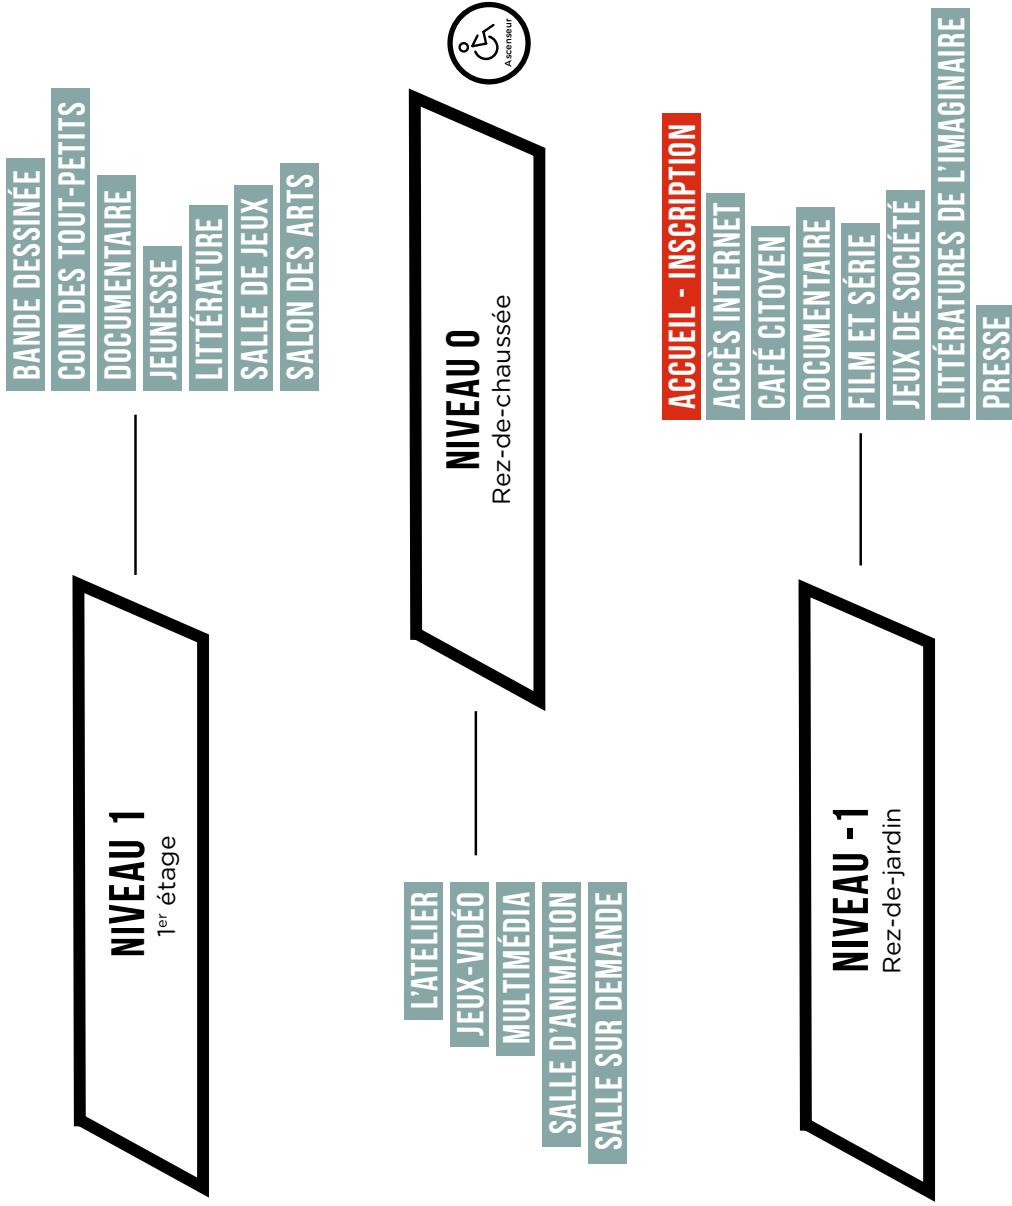 NIVEAU 1
1er étage
BANDE DESSINÉE
COIN DES TOUT-PETITS
DOCUMENTAIRE
JEUNESSE
LITTÉRATURE
SALLE DE JEUX
SALON DES ARTS
L'ATELIER
JEUX-VIDÉO
MULTIMÉDIA
SALLE D'ANIMATION
SALLE SUR DEMANDE
NIVEAU 0
Rez-de-chaussée
Ascenseur
NIVEAU -1
Rez-de-jardin
ACCUEIL - INSCRIPTION
ACCÈS INTERNET
CAFÉ CITOYEN
DOCUMENTAIRE
FILM ET SÉRIE
JEUX DE SOCIÉTÉ
LITTÉRATURES DE L'IMAGINAIRE
PRESSE